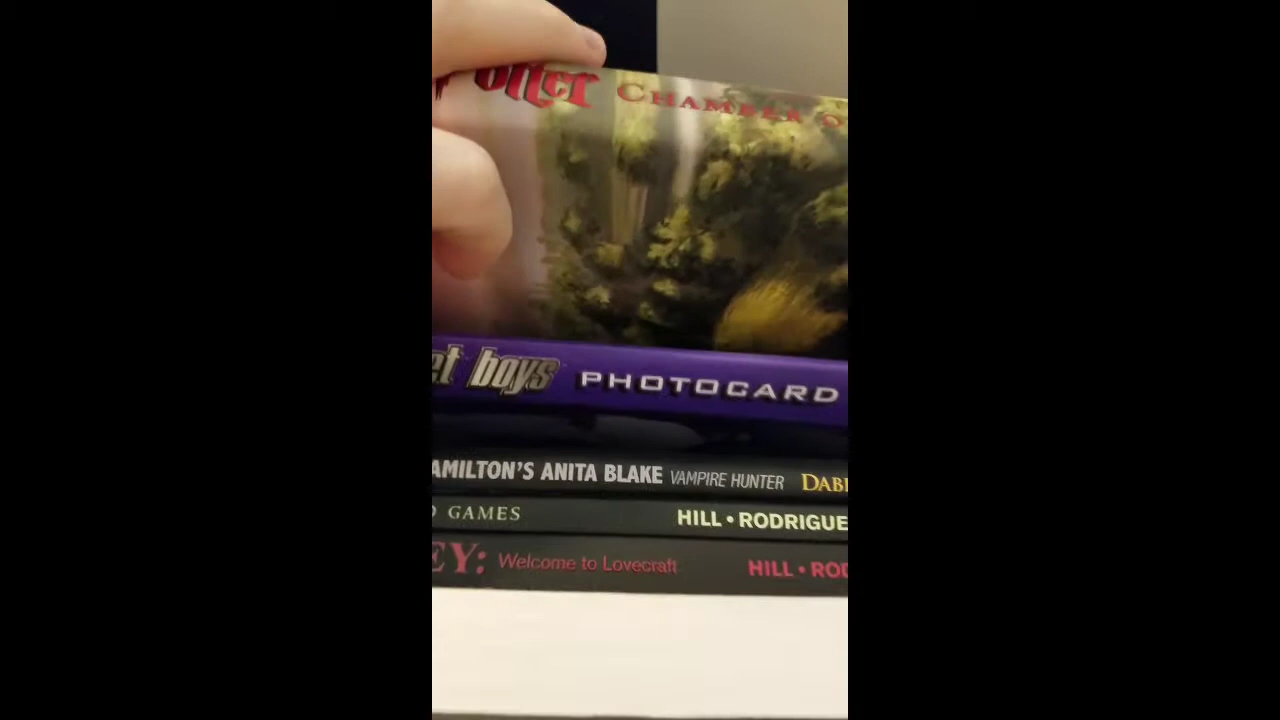 otter CHAMBER O
et boys PHOTOCARD
AMILTON'S ANITA BLAKE VAMPIRE HUNTER DAB
D GAMES HILL • RODRIGUE
EY: Welcome to Lovecraft HILL • ROD